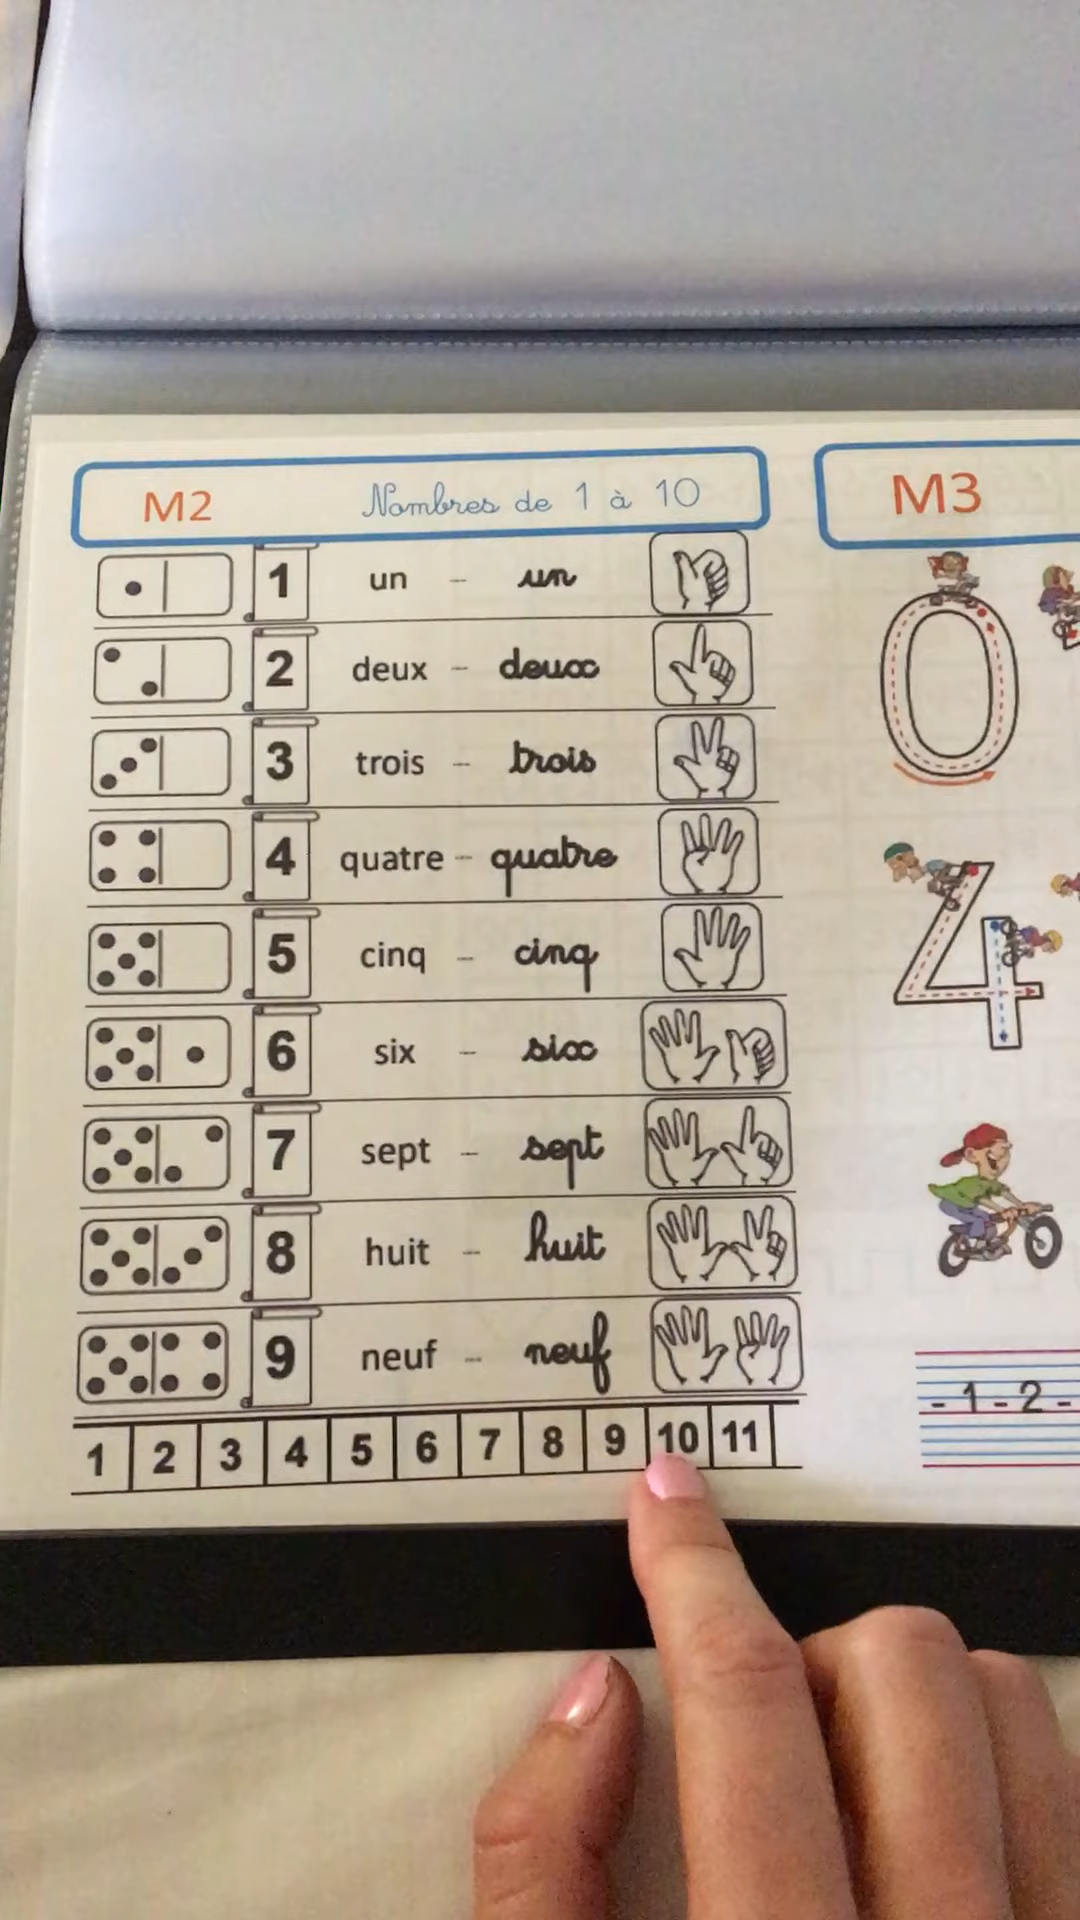 M2 Nombres de 1 à 10
1 un - un
2 deux - deux
3 trois - trois
4 quatre - quatre
5 cinq - cinq
6 six - six
7 sept - sept
8 huit - huit
9 neuf - neuf
1 2 3 4 5 6 7 8 9 10 11
M3
0
4
- 1 - 2 -